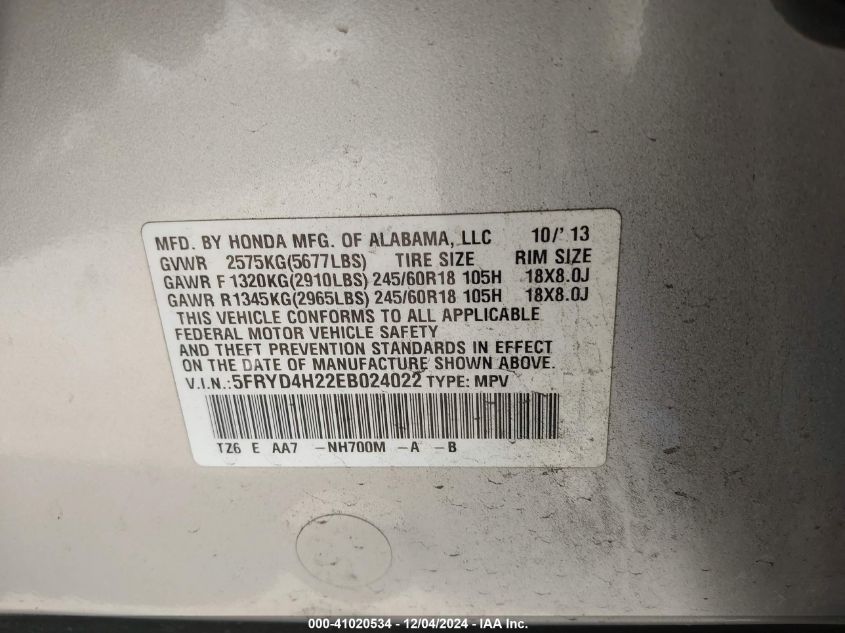 MFD. BY HONDA MFG. OF ALABAMA, LLC 10/' 13
GVWR 2575KG(5677LBS) TIRE SIZE RIM SIZE
GAWR F 1320KG(2910LBS) 245/60R18 105H 18X8.0J
GAWR R1345KG(2965LBS) 245/60R18 105H 18X8.0J
THIS VEHICLE CONFORMS TO ALL APPLICABLE
FEDERAL MOTOR VEHICLE SAFETY
AND THEFT PREVENTION STANDARDS IN EFFECT
ON THE DATE OF MANUFACTURE SHOWN ABOVE.
V.I.N.:5FRYD4H22EB024022 TYPE: MPV
TZ6 E AA7 -NH700M -A -B
000-41020534 - 12/04/2024 - IAA Inc.